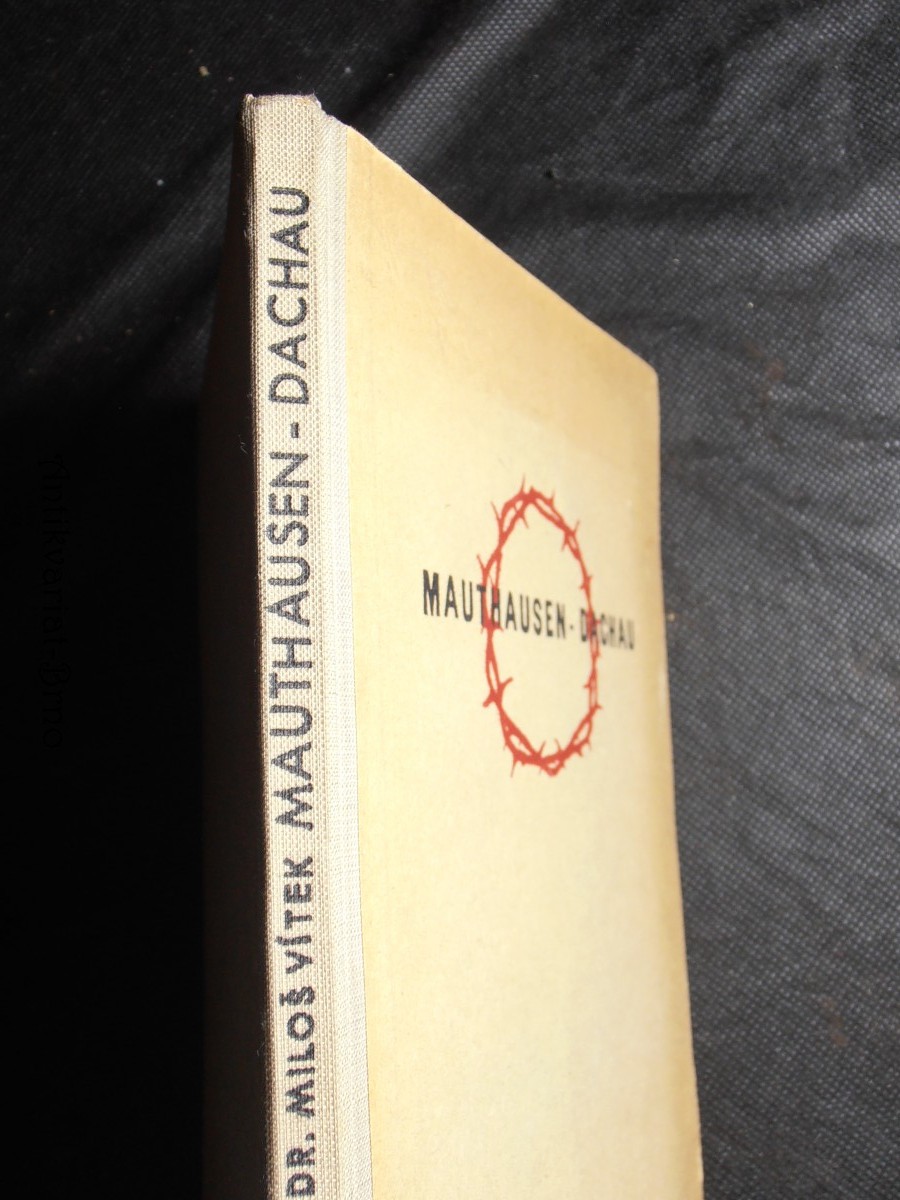 DR. MILOŠ VÍTEK MAUTHAUSEN - DACHAU
MAUTHAUSEN - DACHAU